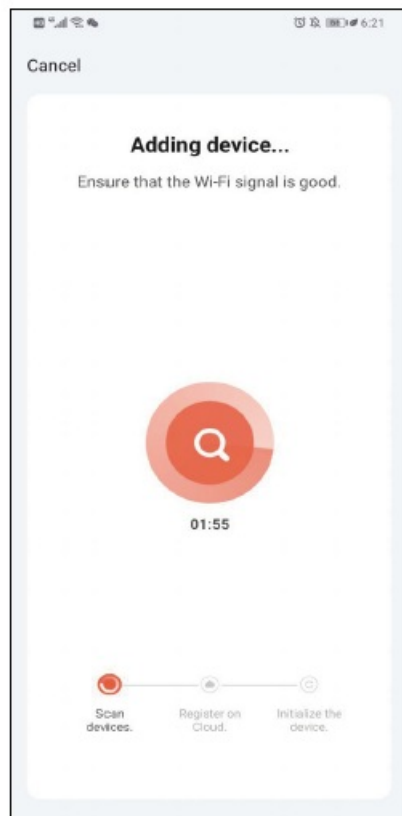 6:21
Cancel
Adding device...
Ensure that the Wi-Fi signal is good.
01:55
Scan
devices.
Register on
Cloud.
Initialize the
device.